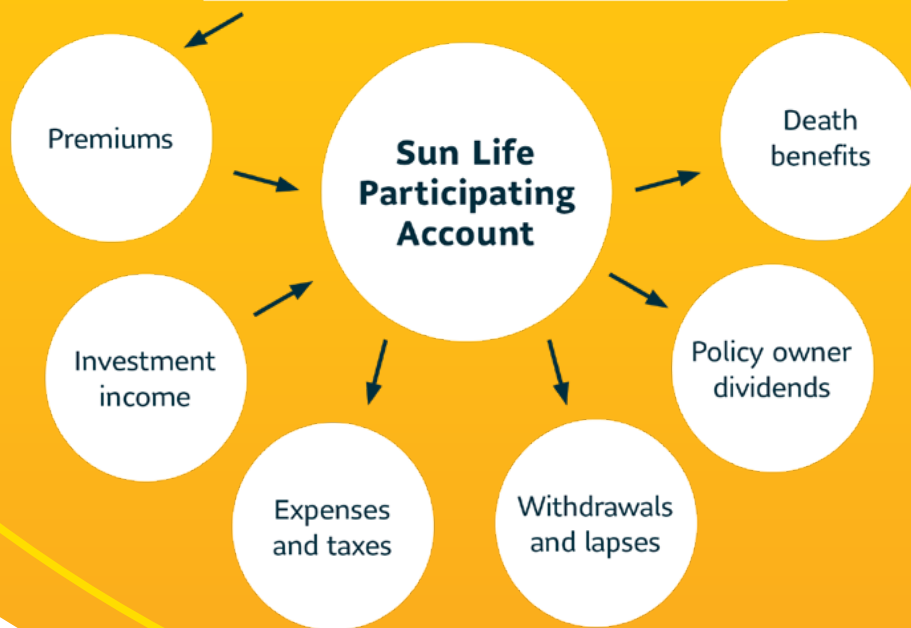 Premiums
Sun Life
Participating
Account
Death
benefits
Investment
income
Policy owner
dividends
Expenses
and taxes
Withdrawals
and lapses